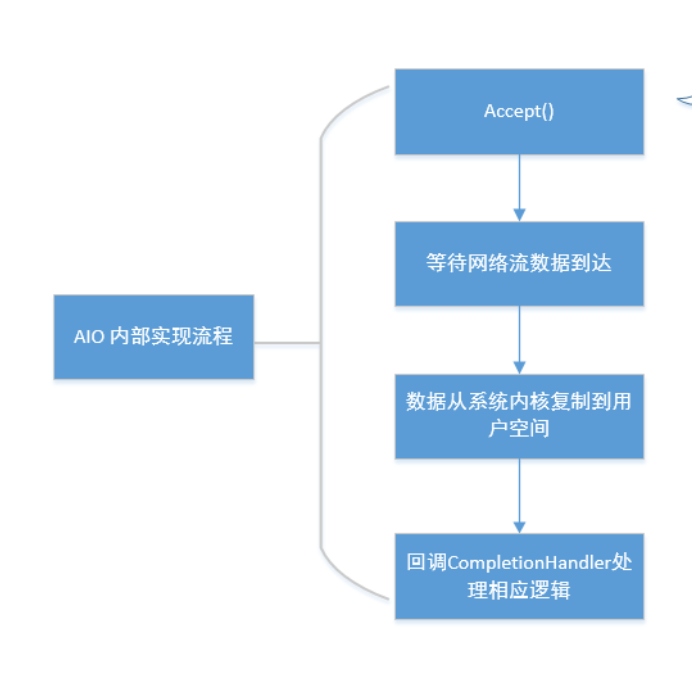 Accept()
等待网络流数据到达
AIO 内部实现流程
数据从系统内核复制到用
户空间
回调CompletionHandler处
理相应逻辑